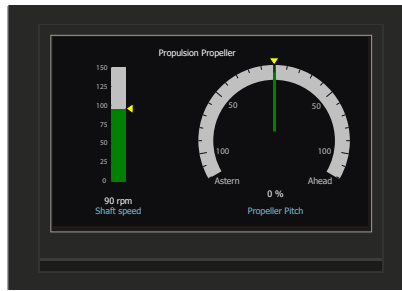 Propulsion Propeller
150
125
100
75
50
25
0
90 rpm
Shaft speed
50
50
100
100
Astern
Ahead
0 %
Propeller Pitch